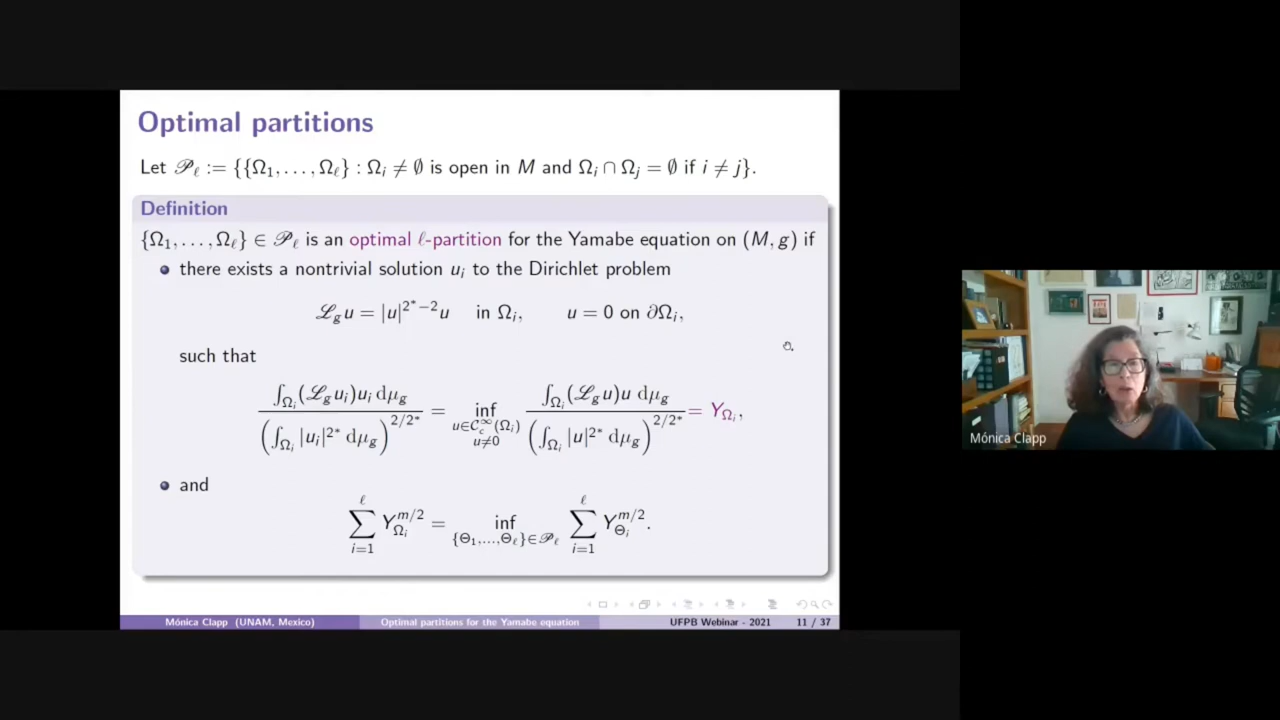 Optimal partitions
Let 𝒫_ℓ := {{Ω₁, . . . , Ω_ℓ} : Ω_i ≠ ∅ is open in M and Ω_i ∩ Ω_j = ∅ if i ≠ j}.
Definition
{Ω₁, . . . , Ω_ℓ} ∈ 𝒫_ℓ is an optimal ℓ-partition for the Yamabe equation on (M, g) if
there exists a nontrivial solution u_i to the Dirichlet problem
ℒ_g u = |u|^{2*−2}u in Ω_i, u = 0 on ∂Ω_i,
such that
∫_{Ω_i}(ℒ_g u_i)u_i dμ_g / (∫_{Ω_i} |u_i|^{2*} dμ_g)^{2/2*} = inf_{u∈C_c^∞(Ω_i), u≠0} ∫_{Ω_i}(ℒ_g u)u dμ_g / (∫_{Ω_i} |u|^{2*} dμ_g)^{2/2*} = Y_{Ω_i},
and
∑_{i=1}^{ℓ} Y_{Ω_i}^{m/2} = inf_{{Θ₁,...,Θ_ℓ}∈𝒫_ℓ} ∑_{i=1}^{ℓ} Y_{Θ_i}^{m/2}.
Mónica Clapp (UNAM, Mexico) Optimal partitions for the Yamabe equation UFPB Webinar - 2021 11 / 37
Mónica Clapp